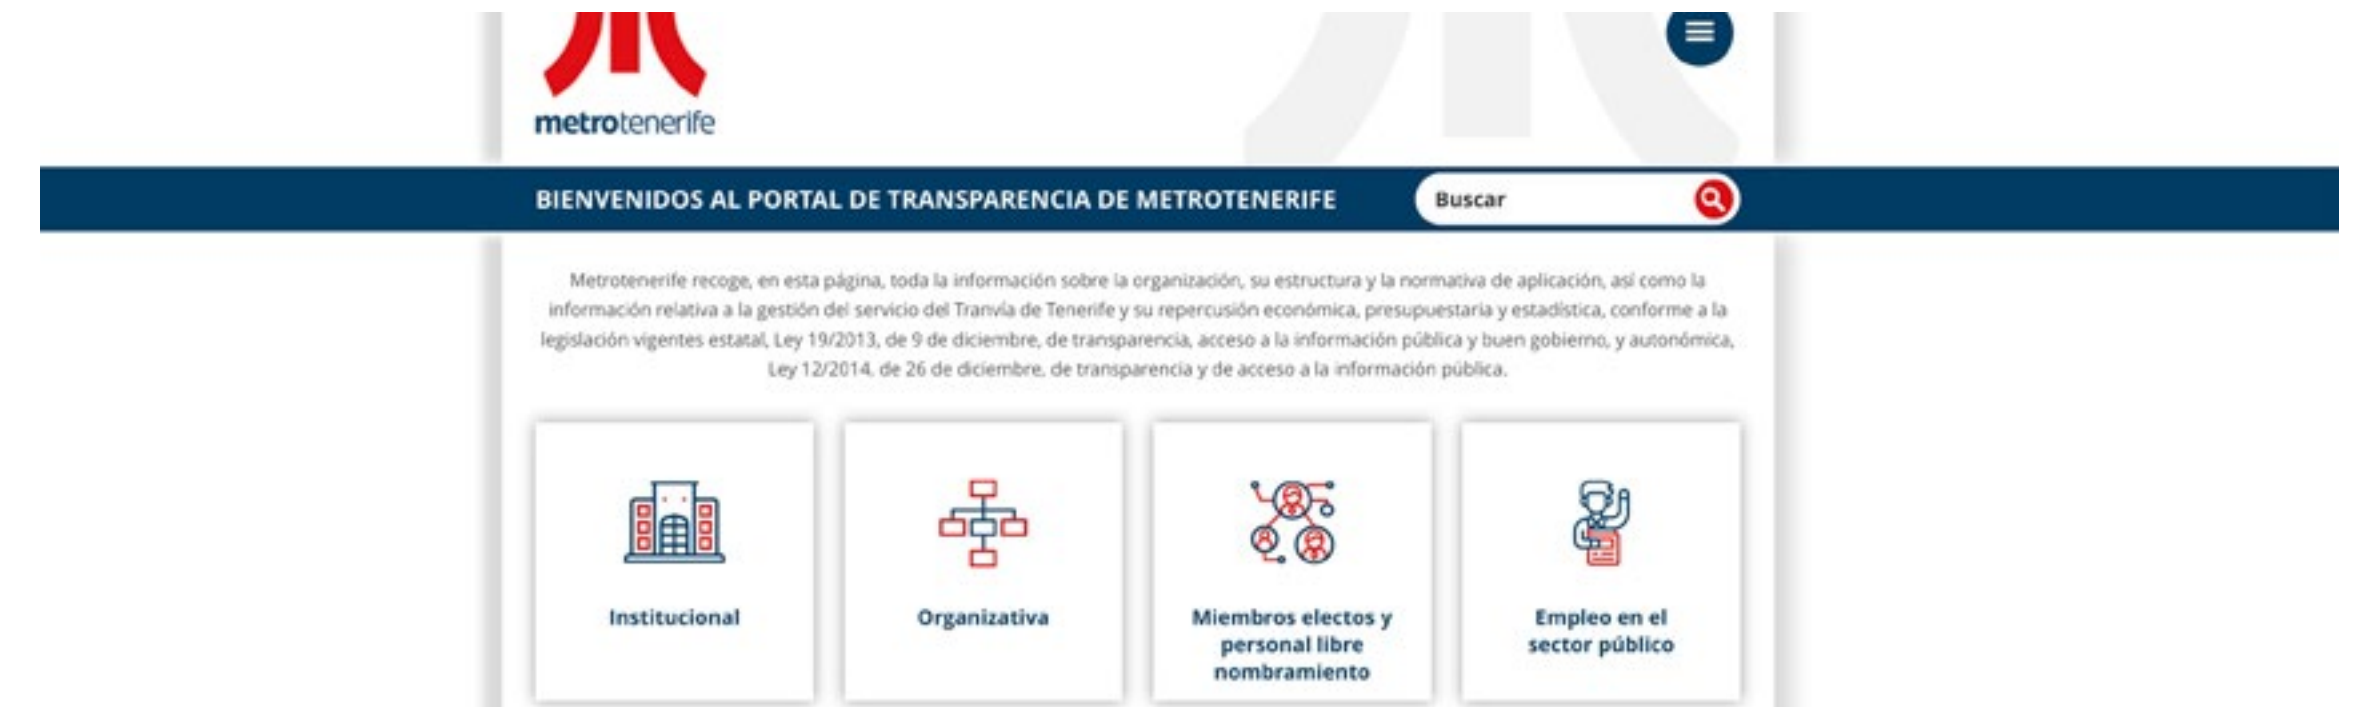 metrotenerife
BIENVENIDOS AL PORTAL DE TRANSPARENCIA DE METROTENERIFE
Buscar
Metrotenerife recoge, en esta página, toda la información sobre la organización, su estructura y la normativa de aplicación, así como la
información relativa a la gestión del servicio del Tranvía de Tenerife y su repercusión económica, presupuestaria y estadística, conforme a la
legislación vigentes estatal, Ley 19/2013, de 9 de diciembre, de transparencia, acceso a la información pública y buen gobierno, y autonómica,
Ley 12/2014, de 26 de diciembre, de transparencia y de acceso a la información pública.
Institucional
Organizativa
Miembros electos y
personal libre
nombramiento
Empleo en el
sector público